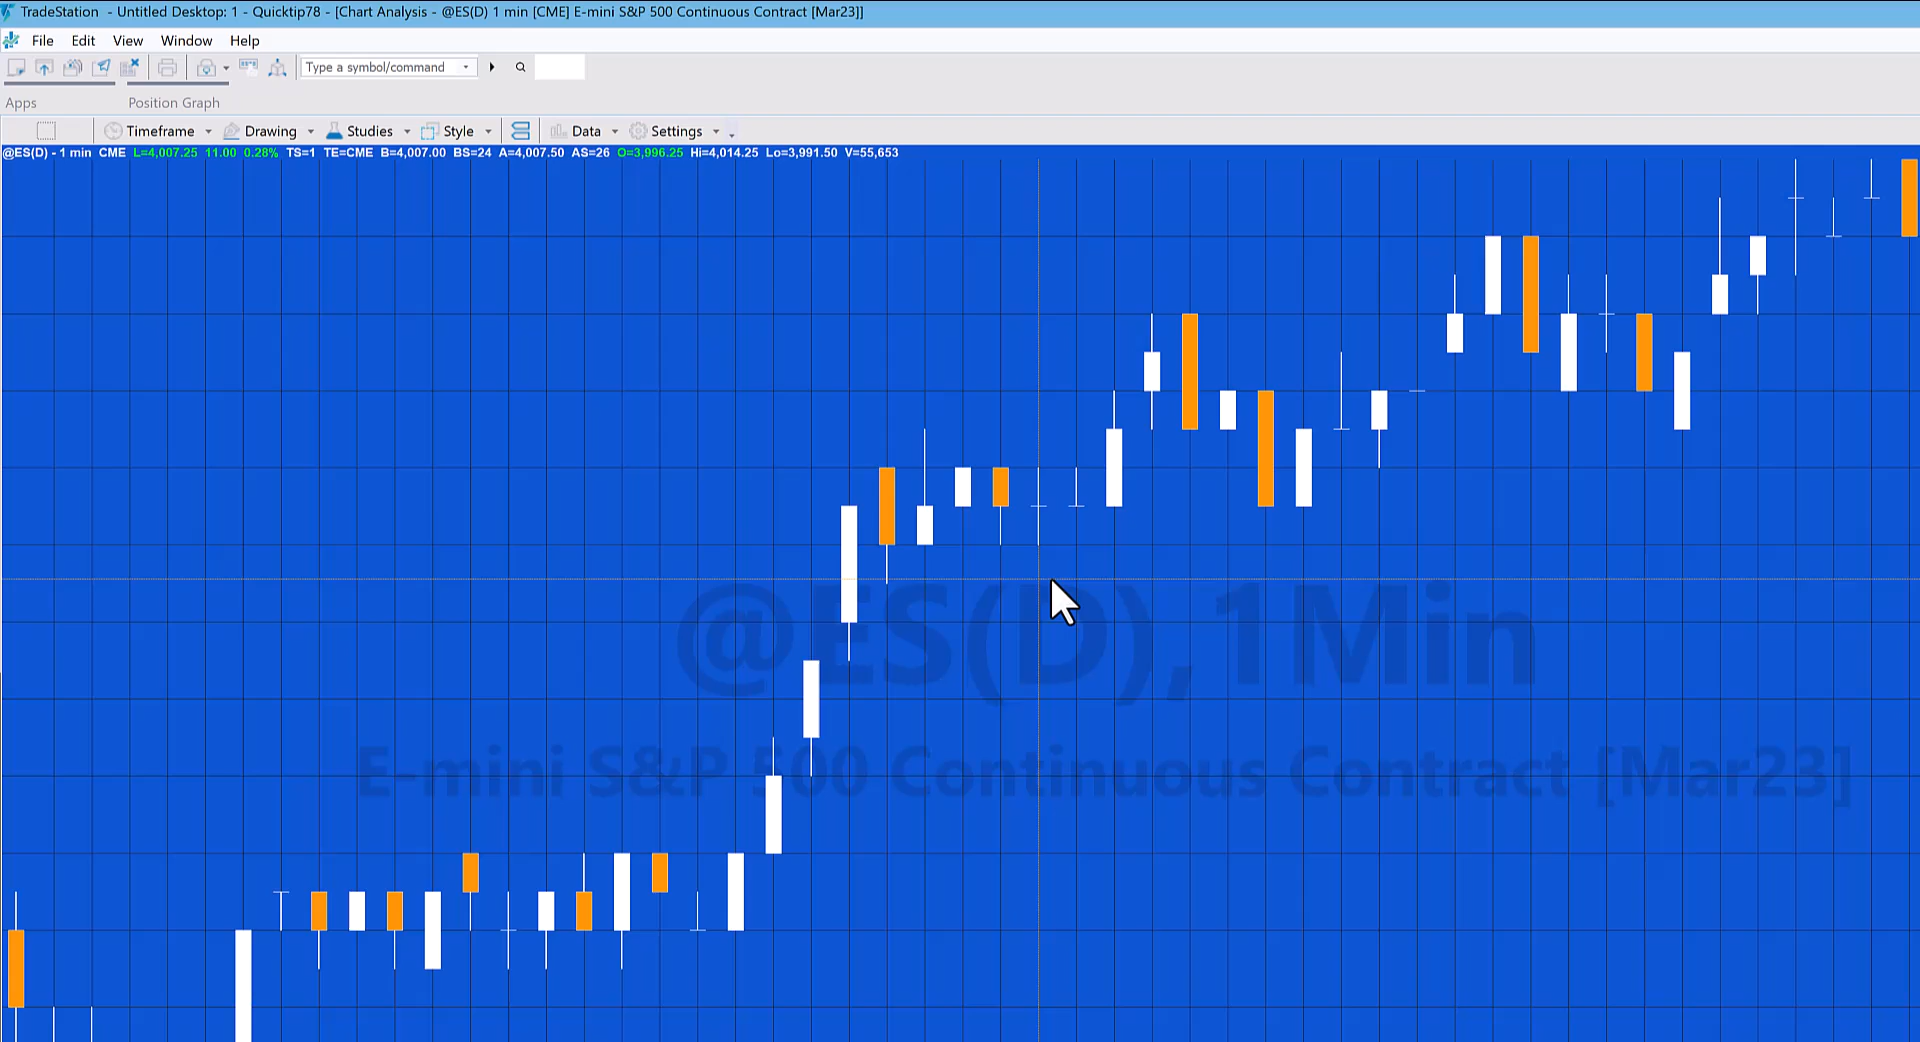 TradeStation - Untitled Desktop: 1 - Quicktip78 - [Chart Analysis - @ES(D) 1 min [CME] E-mini S&P 500 Continuous Contract [Mar23]]
File Edit View Window Help
Type a symbol/command
Apps Position Graph
Timeframe Drawing Studies Style Data Settings
@ES(D) - 1 min CME L=4,007.25 11.00 0.28% TS=1 TE=CME B=4,007.00 BS=24 A=4,007.50 AS=26 O=3,996.25 Hi=4,014.25 Lo=3,991.50 V=55,653
@ES(D),1Min
E-mini S&P 500 Continuous Contract [Mar23]